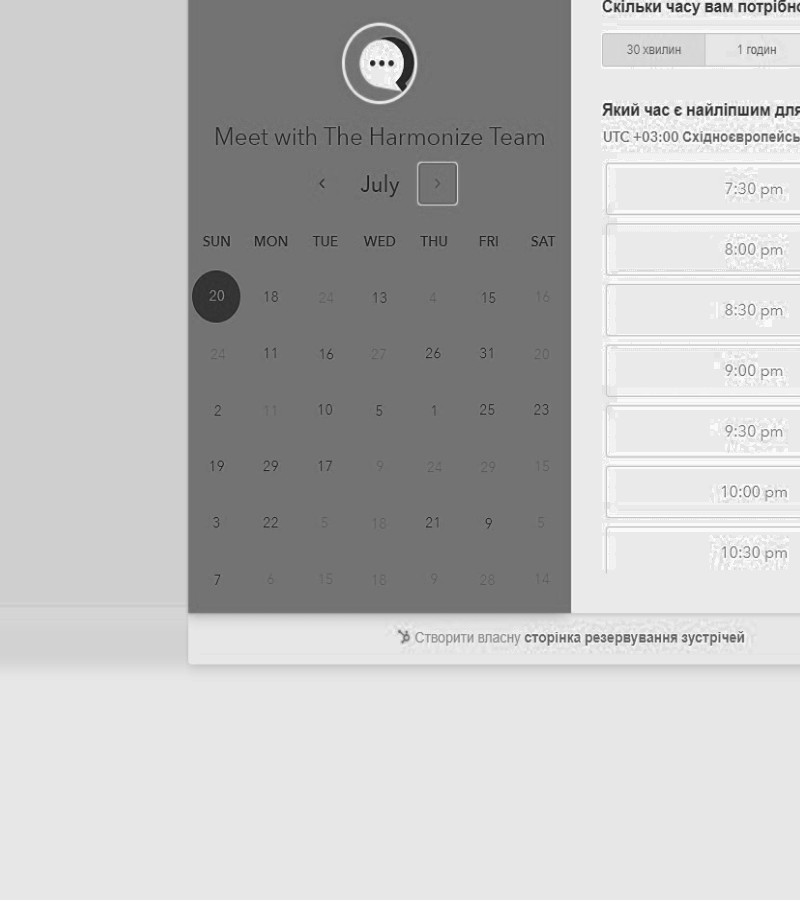 Meet with The Harmonize Team
July
SUN MON TUE WED THU FRI SAT
20 18 24 13 4 15 16
24 11 16 27 26 31 20
2 11 10 5 1 25 23
19 29 17 9 24 29 15
3 22 5 18 21 9 5
7 6 15 18 9 28 14
Скільки часу вам потрібно
30 хвилин 1 годин
Який час є найліпшим для
UTC +03:00 Східноєвропейсь
7:30 pm
8:00 pm
8:30 pm
9:00 pm
9:30 pm
10:00 pm
10:30 pm
Створити власну сторінка резервування зустрічей